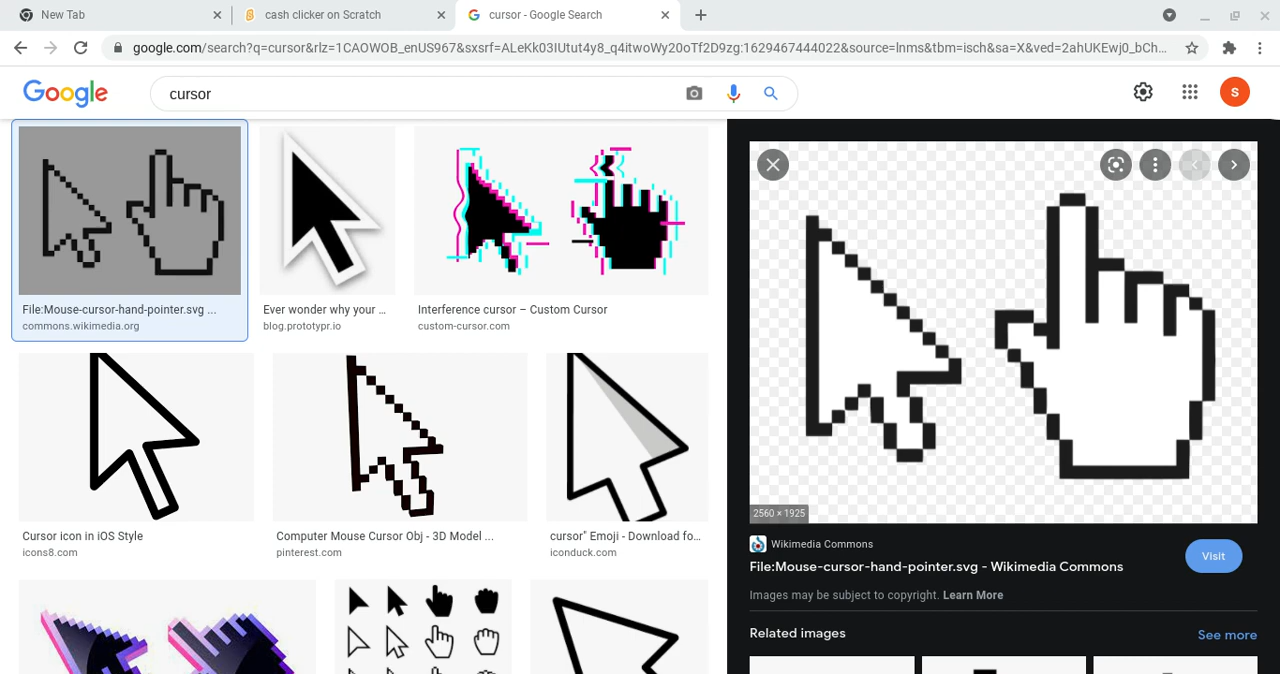 New Tab
cash clicker on Scratch
cursor - Google Search
google.com/search?q=cursor&rlz=1CAOWOB_enUS967&sxsrf=ALeKk03IUtut4y8_q4itwoWy20oTf2D9zg:1629467444022&source=lnms&tbm=isch&sa=X&ved=2ahUKEwj0_bCh...
Google
cursor
S
File:Mouse-cursor-hand-pointer.svg ...
commons.wikimedia.org
Ever wonder why your ...
blog.prototypr.io
Interference cursor – Custom Cursor
custom-cursor.com
Cursor icon in iOS Style
icons8.com
Computer Mouse Cursor Obj - 3D Model ...
pinterest.com
cursor" Emoji - Download fo...
iconduck.com
2560 × 1925
Wikimedia Commons
File:Mouse-cursor-hand-pointer.svg - Wikimedia Commons
Visit
Images may be subject to copyright. Learn More
Related images
See more